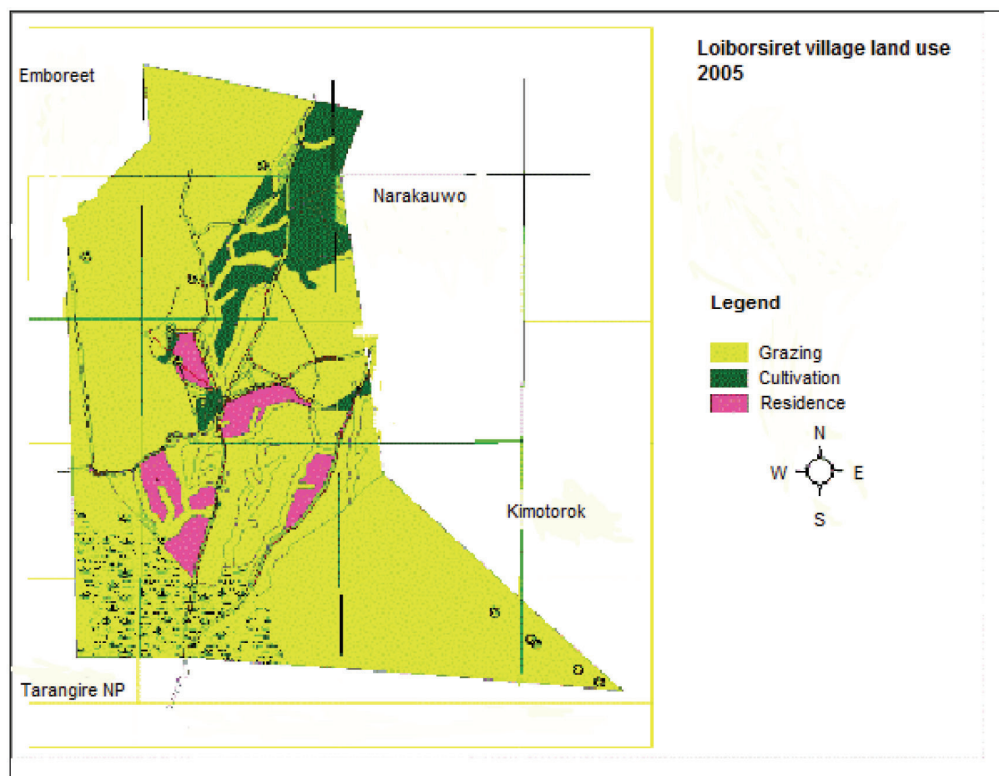 Loiborsiret village land use
2005
Emboreet
Narakauwo
Legend
Grazing
Cultivation
Residence
N
W
E
S
Kimotorok
Tarangire NP